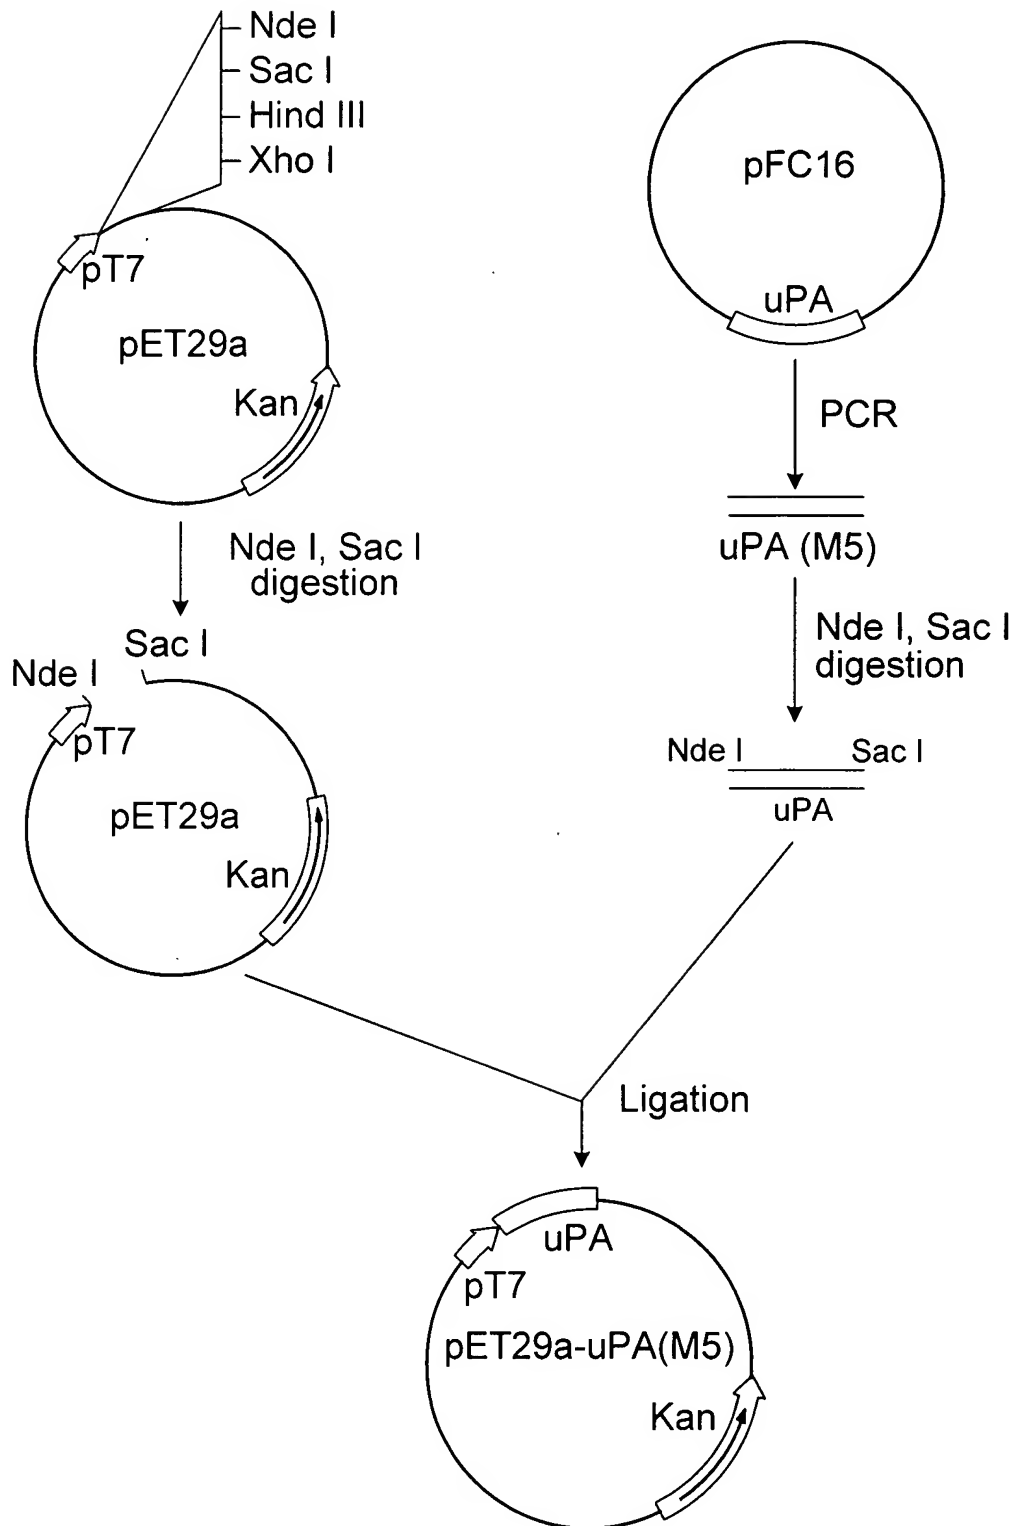 Nde I
Sac I
Hind III
Xho I
pT7
pET29a
Kan
Nde I, Sac I
digestion
Sac I
Nde I
pT7
pET29a
Kan
pFC16
uPA
PCR
uPA (M5)
Nde I, Sac I
digestion
Nde I
Sac I
uPA
Ligation
uPA
pT7
pET29a-uPA(M5)
Kan